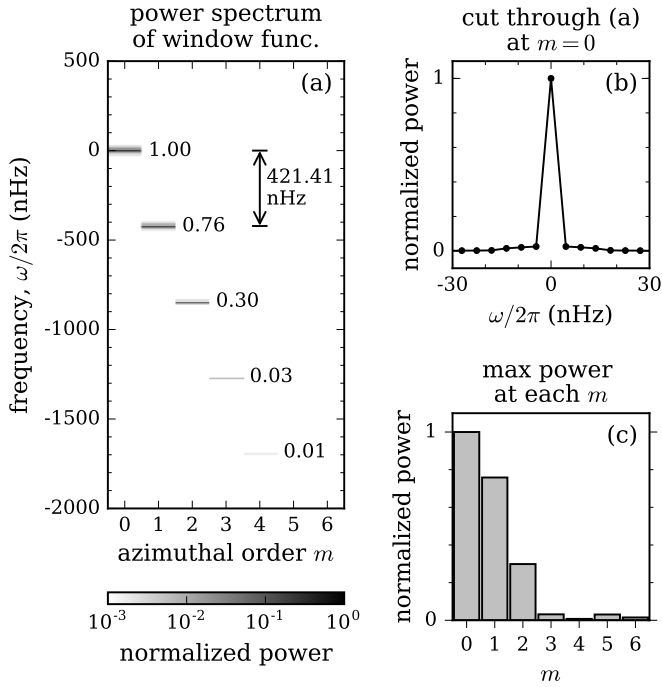 power spectrum
of window func.
(a)
500
0
-500
-1000
-1500
-2000
frequency, ω/2π (nHz)
1.00
0.76
0.30
0.03
0.01
421.41
nHz
0 1 2 3 4 5 6
azimuthal order m
10⁻³ 10⁻² 10⁻¹ 10⁰
normalized power
cut through (a)
at m = 0
(b)
normalized power
1
0
-30 0 30
ω/2π (nHz)
max power
at each m
(c)
normalized power
1
0
0 1 2 3 4 5 6
m